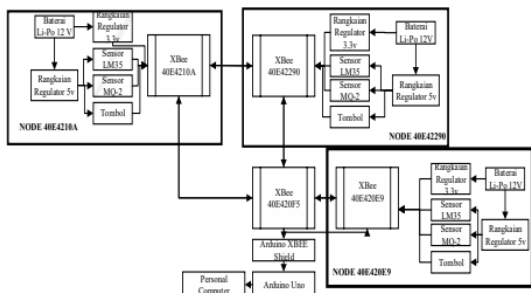 Baterai
Li-Po 12 V
Rangkaian
Regulator
3.3v
Sensor
LM35
Rangkaian
Regulator 5v
Sensor
MQ-2
Tombol
XBee
40E4210A
NODE 40E4210A
XBee
40E42290
Rangkaian
Regulator
3.3v
Baterai
Li-Po 12V
Sensor
LM35
Sensor
MQ-2
Rangkaian
Regulator 5v
Tombol
NODE 40E42290
XBee
40E420F5
XBee
40E420E9
Rangkaian
Regulator
3.3v
Baterai
Li-Po 12V
Sensor
LM35
Sensor
MQ-2
Rangkaian
Regulator 5v
Tombol
NODE 40E420E9
Arduino XBEE
Shield
Arduino Uno
Personal
Computer